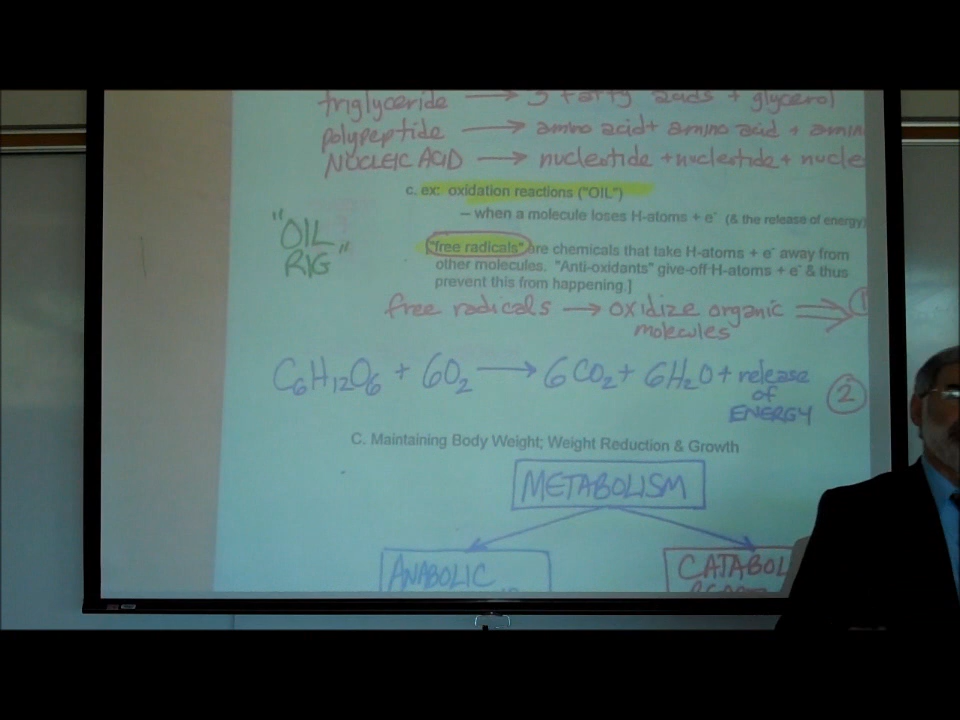 triglyceride → 3 fatty acids + glycerol
polypeptide → amino acid + amino acid + amin
NUCLEIC ACID → nucleotide + nucleotide + nucle
c. ex: oxidation reactions ("OIL")
– when a molecule loses H-atoms + e⁻ (& the release of energy)
"OIL
RIG"
["free radicals" are chemicals that take H-atoms + e⁻ away from
other molecules. "Anti-oxidants" give-off H-atoms + e⁻ & thus
prevent this from happening.]
free radicals → oxidize organic ⇒ 1
molecules
C₆H₁₂O₆ + 6O₂ → 6CO₂ + 6H₂O + release
of
ENERGY
2
C. Maintaining Body Weight; Weight Reduction & Growth
METABOLISM
ANABOLIC CATABOL